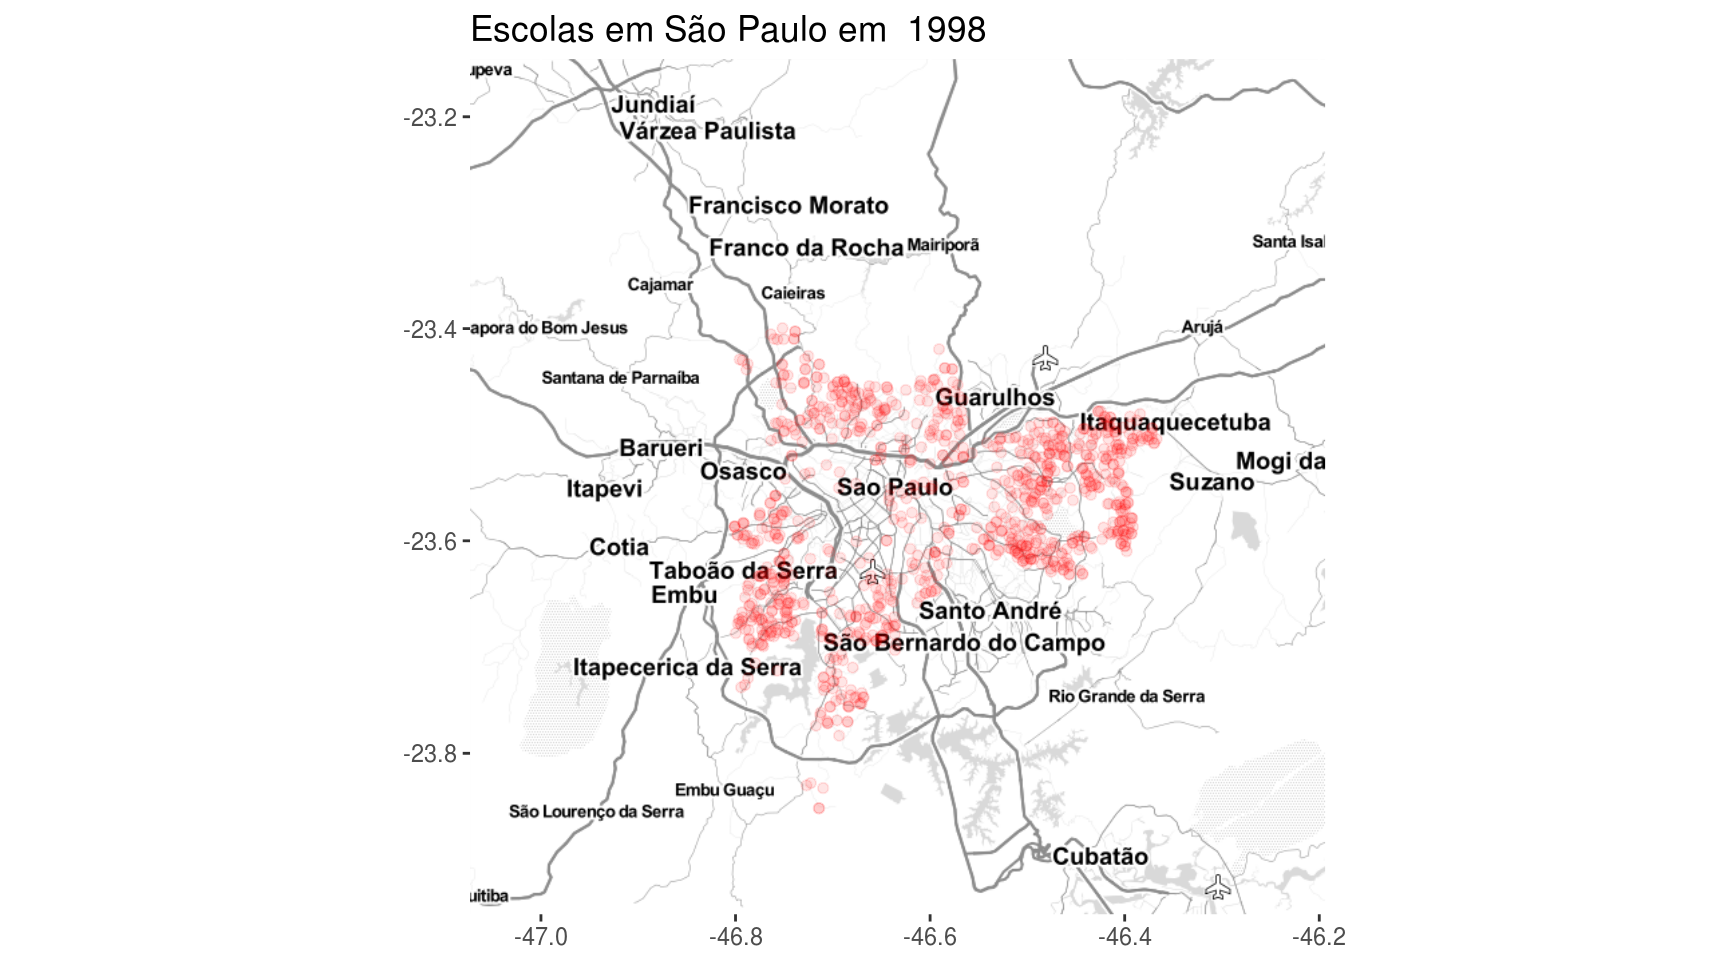 Escolas em São Paulo em  1998
upeva
Jundiaí
-23.2
Várzea Paulista
Francisco Morato
Santa Isal
Franco da Rocha
Mairiporã
Cajamar
Caieiras
-23.4
apora do Bom Jesus
Arujá
Santana de Parnaíba
Guarulhos
Itaquaquecetuba
Barueri
Mogi da
Osasco
Suzano
Itapevi
Sao Paulo
-23.6
Cotia
Taboão da Serra
Embu
Santo André
São Bernardo do Campo
Itapecerica da Serra
Rio Grande da Serra
-23.8
Embu Guaçu
São Lourenço da Serra
Cubatão
uitiba
-47.0
-46.8
-46.6
-46.4
-46.2